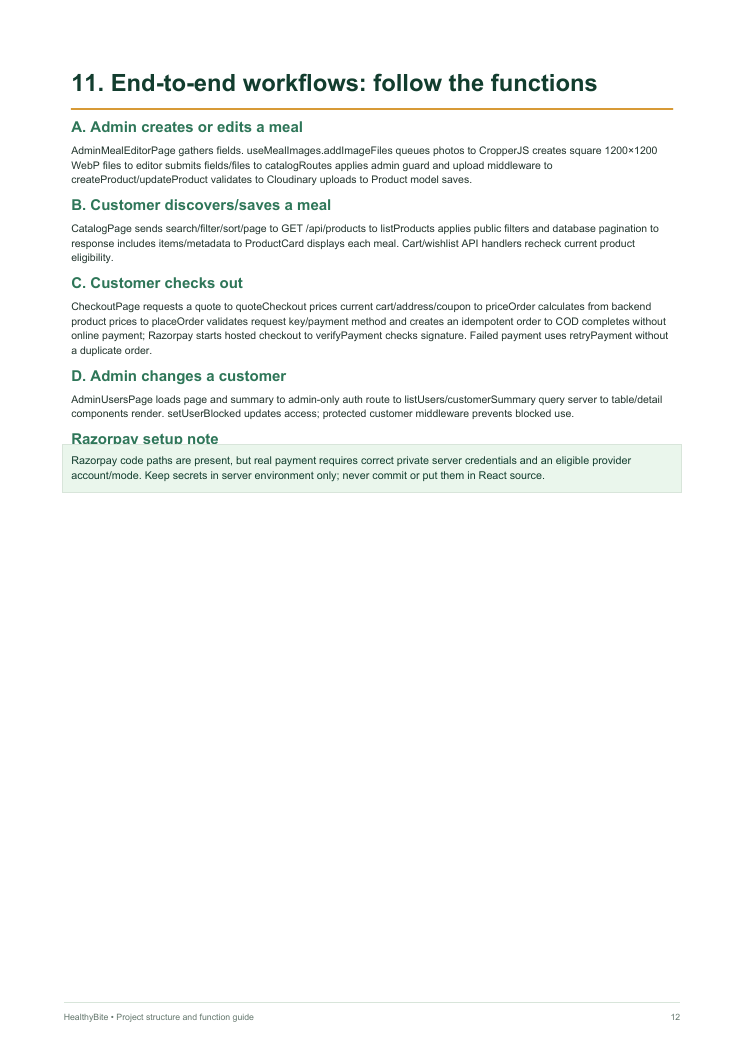 11. End-to-end workflows: follow the functions
A. Admin creates or edits a meal
AdminMealEditorPage gathers fields. useMealImages.addImageFiles queues photos to CropperJS creates square 1200×1200
WebP files to editor submits fields/files to catalogRoutes applies admin guard and upload middleware to
createProduct/updateProduct validates to Cloudinary uploads to Product model saves.
B. Customer discovers/saves a meal
CatalogPage sends search/filter/sort/page to GET /api/products to listProducts applies public filters and database pagination to
response includes items/metadata to ProductCard displays each meal. Cart/wishlist API handlers recheck current product
eligibility.
C. Customer checks out
CheckoutPage requests a quote to quoteCheckout prices current cart/address/coupon to priceOrder calculates from backend
product prices to placeOrder validates request key/payment method and creates an idempotent order to COD completes without
online payment; Razorpay starts hosted checkout to verifyPayment checks signature. Failed payment uses retryPayment without
a duplicate order.
D. Admin changes a customer
AdminUsersPage loads page and summary to admin-only auth route to listUsers/customerSummary query server to table/detail
components render. setUserBlocked updates access; protected customer middleware prevents blocked use.
Razorpay setup note
Razorpay code paths are present, but real payment requires correct private server credentials and an eligible provider
account/mode. Keep secrets in server environment only; never commit or put them in React source.
HealthyBite • Project structure and function guide
12